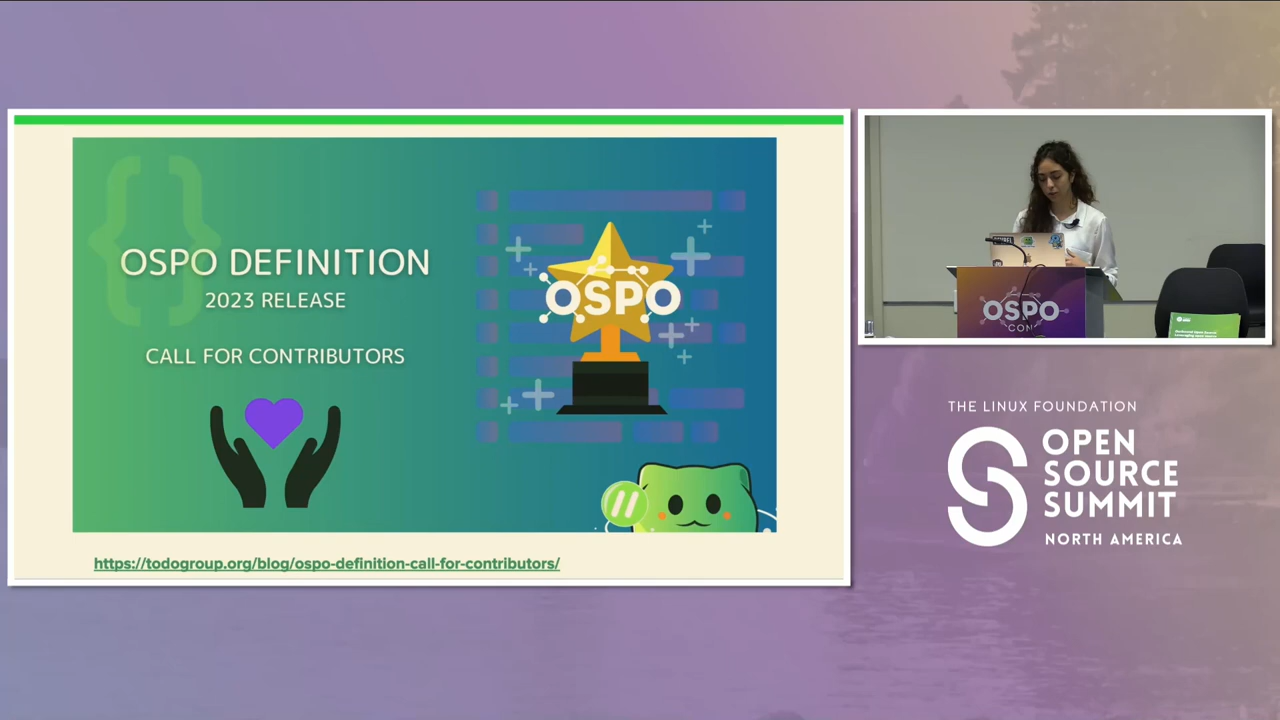 OSPO DEFINITION
2023 RELEASE
CALL FOR CONTRIBUTORS
OSPO
https://todogroup.org/blog/ospo-definition-call-for-contributors/
OSPO
CON
THE LINUX FOUNDATION
OPEN
SOURCE
SUMMIT
NORTH AMERICA